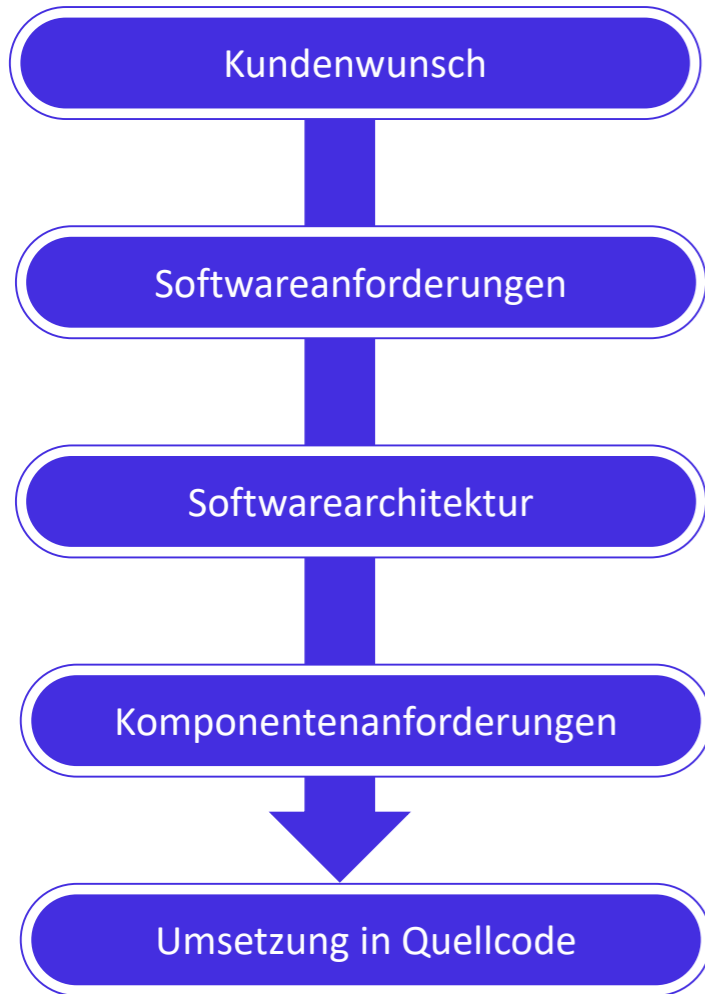 Kundenwunsch
Softwareanforderungen
Softwarearchitektur
Komponentenanforderungen
Umsetzung in Quellcode